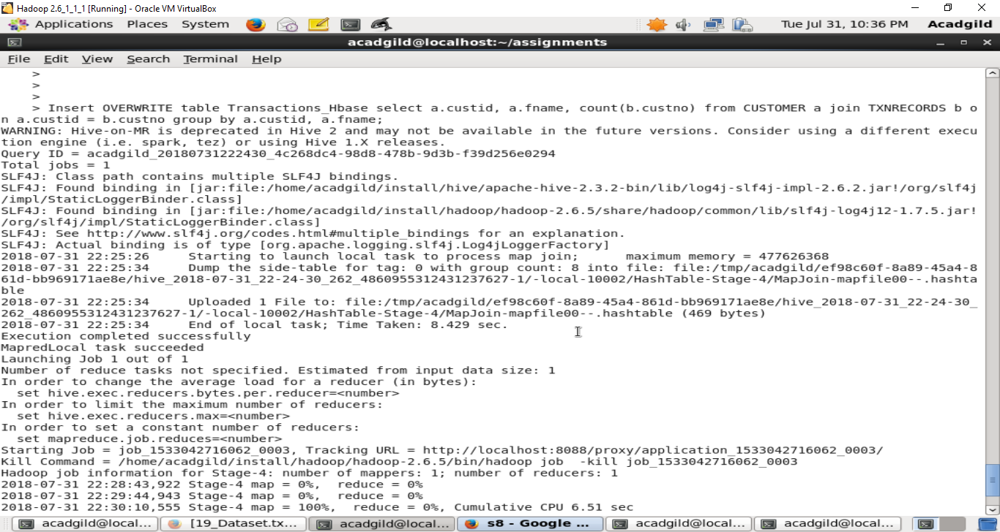 Hadoop 2.6_1_1_1 [Running] - Oracle VM VirtualBox
Applications Places System Tue Jul 31, 10:36 PM Acadgild
acadgild@localhost:~/assignments
File Edit View Search Terminal Help
>
>
>
> Insert OVERWRITE table Transactions_Hbase select a.custid, a.fname, count(b.custno) from CUSTOMER a join TXNRECORDS b o
n a.custid = b.custno group by a.custid, a.fname;
WARNING: Hive-on-MR is deprecated in Hive 2 and may not be available in the future versions. Consider using a different execu
tion engine (i.e. spark, tez) or using Hive 1.X releases.
Query ID = acadgild_20180731222430_4c268dc4-98d8-478b-9d3b-f39d256e0294
Total jobs = 1
SLF4J: Class path contains multiple SLF4J bindings.
SLF4J: Found binding in [jar:file:/home/acadgild/install/hive/apache-hive-2.3.2-bin/lib/log4j-slf4j-impl-2.6.2.jar!/org/slf4j
/impl/StaticLoggerBinder.class]
SLF4J: Found binding in [jar:file:/home/acadgild/install/hadoop/hadoop-2.6.5/share/hadoop/common/lib/slf4j-log4j12-1.7.5.jar!
/org/slf4j/impl/StaticLoggerBinder.class]
SLF4J: See http://www.slf4j.org/codes.html#multiple_bindings for an explanation.
SLF4J: Actual binding is of type [org.apache.logging.slf4j.Log4jLoggerFactory]
2018-07-31 22:25:26 Starting to launch local task to process map join; maximum memory = 477626368
2018-07-31 22:25:34 Dump the side-table for tag: 0 with group count: 8 into file: file:/tmp/acadgild/ef98c60f-8a89-45a4-8
61d-bb969171ae8e/hive_2018-07-31_22-24-30_262_4860955312431237627-1/-local-10002/HashTable-Stage-4/MapJoin-mapfile00--.hashta
ble
2018-07-31 22:25:34 Uploaded 1 File to: file:/tmp/acadgild/ef98c60f-8a89-45a4-861d-bb969171ae8e/hive_2018-07-31_22-24-30_
262_4860955312431237627-1/-local-10002/HashTable-Stage-4/MapJoin-mapfile00--.hashtable (469 bytes)
2018-07-31 22:25:34 End of local task; Time Taken: 8.429 sec.
Execution completed successfully
MapredLocal task succeeded
Launching Job 1 out of 1
Number of reduce tasks not specified. Estimated from input data size: 1
In order to change the average load for a reducer (in bytes):
set hive.exec.reducers.bytes.per.reducer=<number>
In order to limit the maximum number of reducers:
set hive.exec.reducers.max=<number>
In order to set a constant number of reducers:
set mapreduce.job.reduces=<number>
Starting Job = job_1533042716062_0003, Tracking URL = http://localhost:8088/proxy/application_1533042716062_0003/
Kill Command = /home/acadgild/install/hadoop/hadoop-2.6.5/bin/hadoop job -kill job_1533042716062_0003
Hadoop job information for Stage-4: number of mappers: 1; number of reducers: 1
2018-07-31 22:28:43,922 Stage-4 map = 0%, reduce = 0%
2018-07-31 22:29:44,943 Stage-4 map = 0%, reduce = 0%
2018-07-31 22:30:10,555 Stage-4 map = 100%, reduce = 0%, Cumulative CPU 6.51 sec
acadgild@local... [19_Dataset.tx... acadgild@local... s8 - Google ... acadgild@local... acadgild@local...